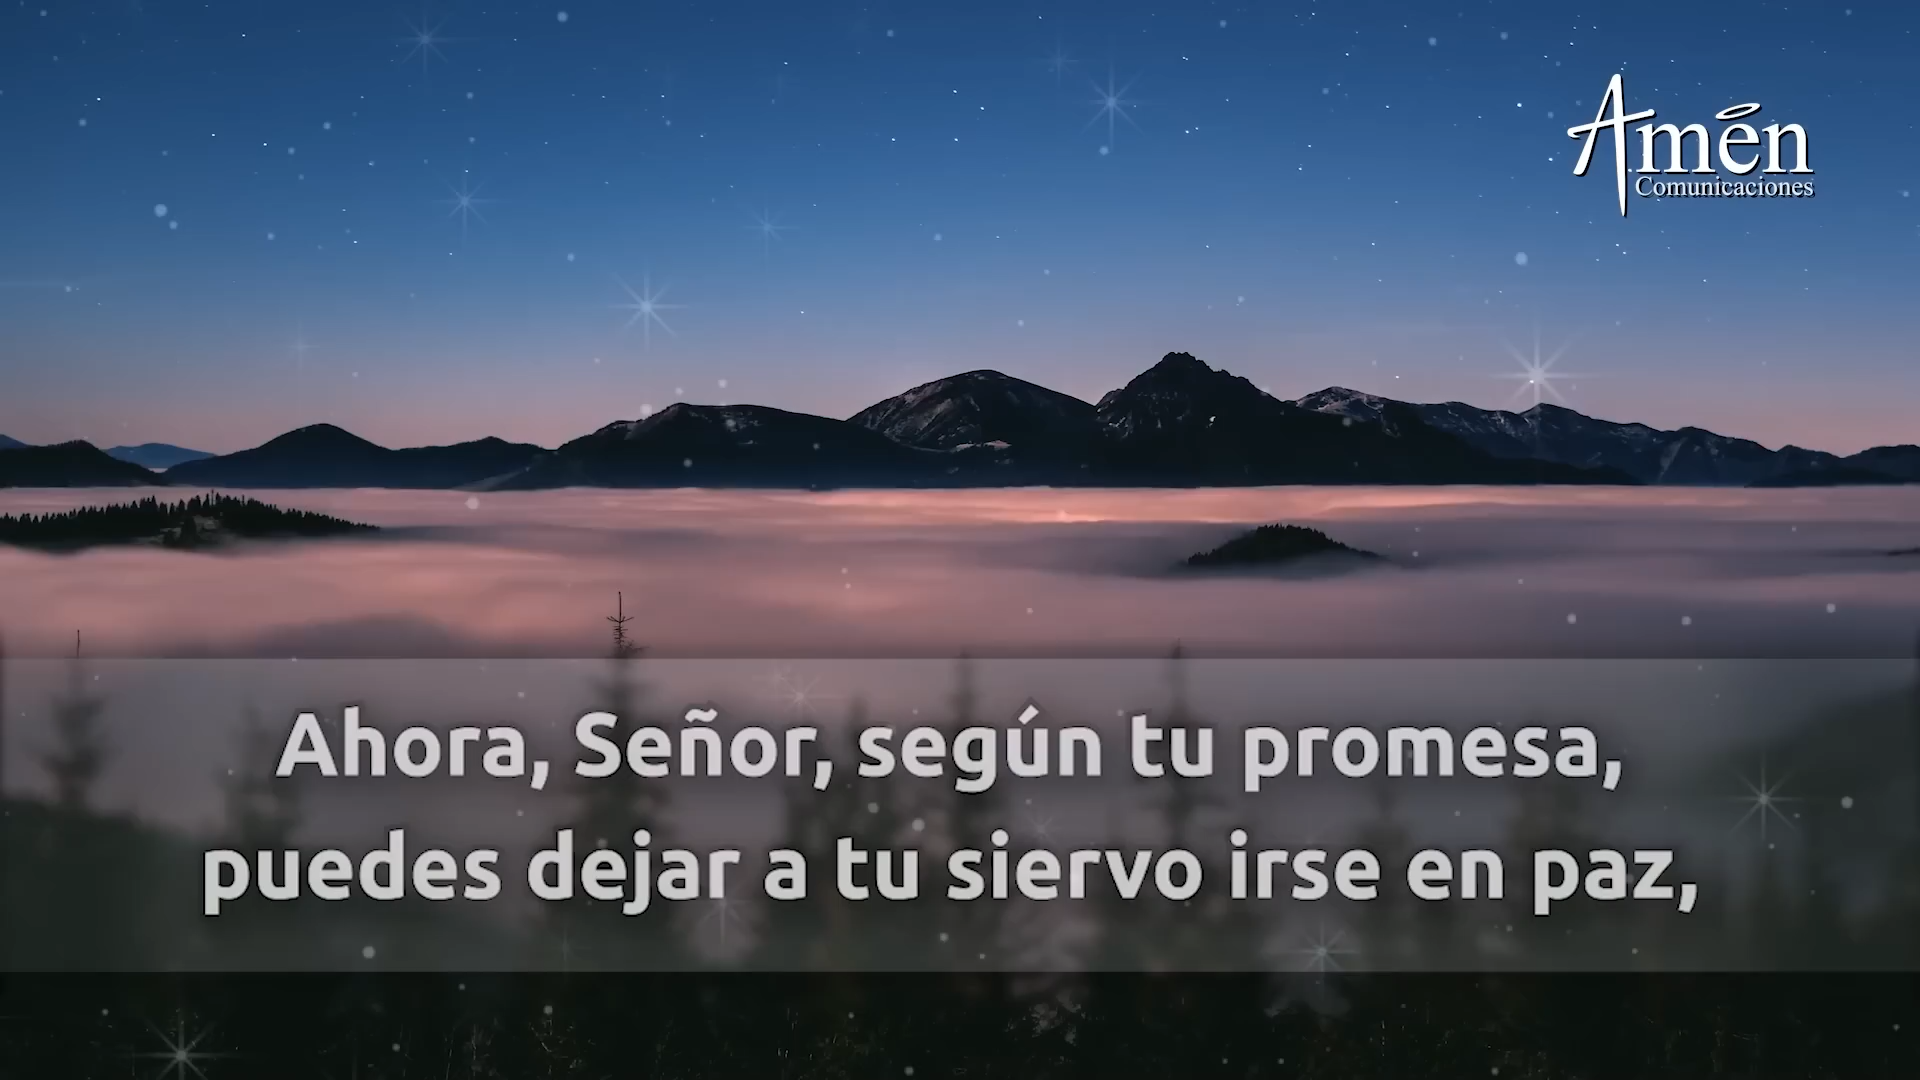 Amén
Comunicaciones
Ahora, Señor, según tu promesa,
puedes dejar a tu siervo irse en paz,